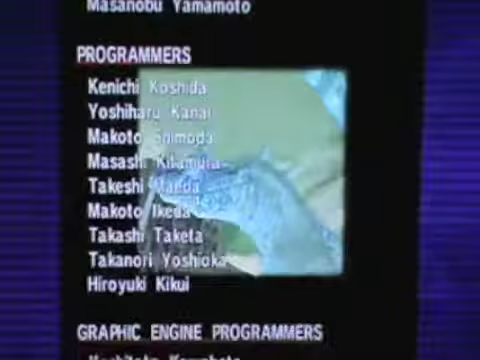 Masanobu Yamamoto
PROGRAMMERS
Kenichi Koshida
Yoshiharu Kanai
Makoto Shimoda
Masashi Kitamura
Takeshi Maeda
Makoto Ikeda
Takashi Taketa
Takanori Yoshioka
Hiroyuki Kikui
GRAPHIC ENGINE PROGRAMMERS